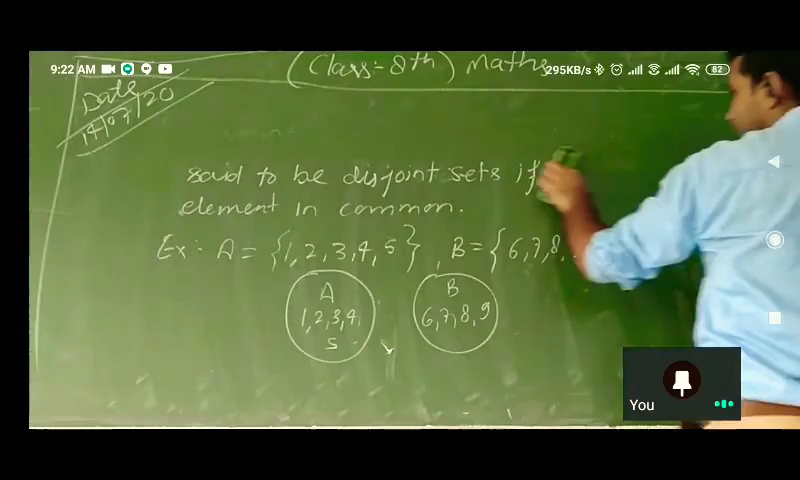 9:22 AM
295KB/s
82
(Class:- 8th) Maths
Date
14/07/20
said to be disjoint sets if
element in common.
Ex:- A = {1, 2, 3, 4, 5}, B = {6, 7, 8,
A
1, 2, 3, 4,
5
B
6, 7, 8, 9
You